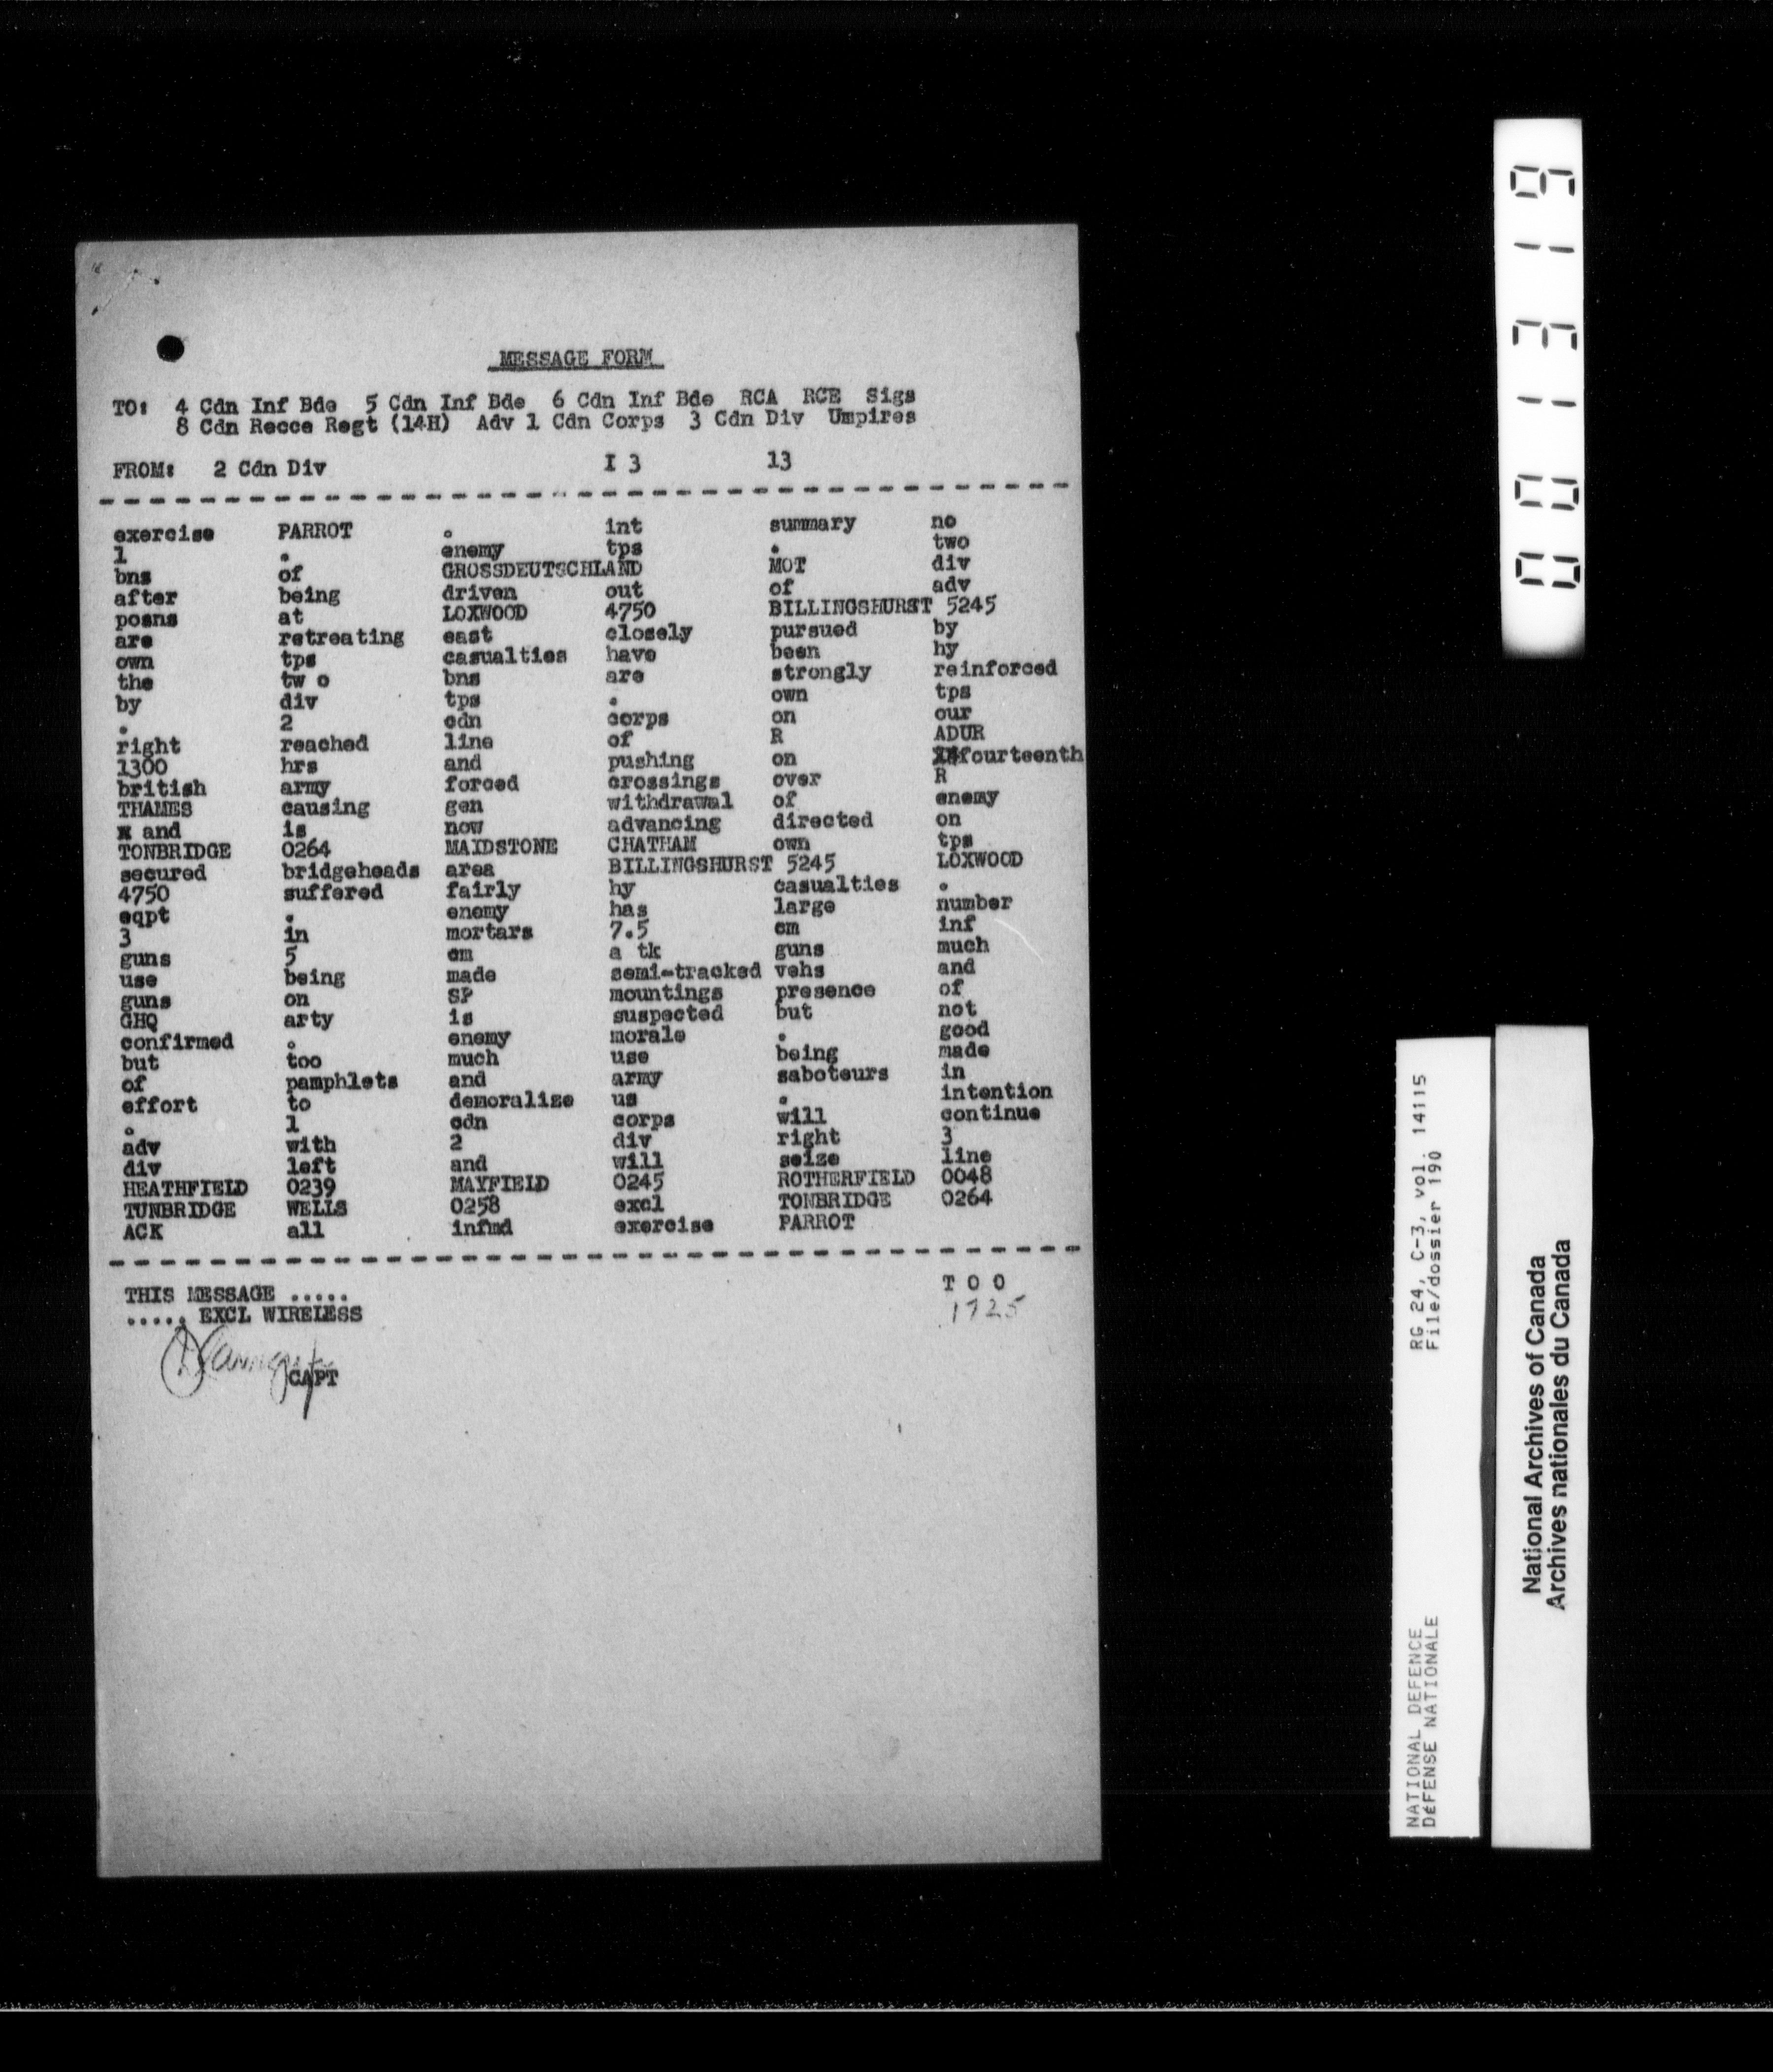 MESSAGE FORM
TO: 4 Cdn Inf Bde 5 Cdn Inf Bde 6 Cdn Inf Bde RCA RCE Sigs
8 Cdn Recce Regt (14H) Adv 1 Cdn Corps 3 Cdn Div Umpires
FROM: 2 Cdn Div I 3 13
exercise PARROT . int summary no
1 . enemy tps . two
bns of GROSSDEUTSCHLAND MOT div
after being driven out of adv
posns at LOXWOOD 4750 BILLINGSHURST 5245
are retreating east closely pursued by
own tps casualties have been hy
the tw o bns are strongly reinforced
by div tps . own tps
. 2 cdn corps on our
right reached line of R ADUR
1300 hrs and pushing on fourteenth
british army forced crossings over R
THAMES causing gen withdrawal of enemy
x and is now advancing directed on
TONBRIDGE 0264 MAIDSTONE CHATHAM own tps
secured bridgeheads area BILLINGSHURST 5245 LOXWOOD
4750 suffered fairly hy casualties .
eqpt . enemy has large number
3 in mortars 7.5 cm inf
guns 5 cm a tk guns much
use being made semi-tracked vehs and
guns on SP mountings presence of
GHQ arty is suspected but not
confirmed . enemy morale . good
but too much use being made
of pamphlets and army saboteurs in
effort to demoralize us . intention
. 1 cdn corps will continue
adv with 2 div right 3
div left and will seize line
HEATHFIELD 0239 MAYFIELD 0245 ROTHERFIELD 0048
TUNBRIDGE WELLS 0258 excl TONBRIDGE 0264
ACK all infmd exercise PARROT
THIS MESSAGE ..... T O O
..... EXCL WIRELESS 1725
CAPT
001319
RG 24, C-3, vol. 14115
File/dossier 190
NATIONAL DEFENCE
DÉFENSE NATIONALE
National Archives of Canada
Archives nationales du Canada